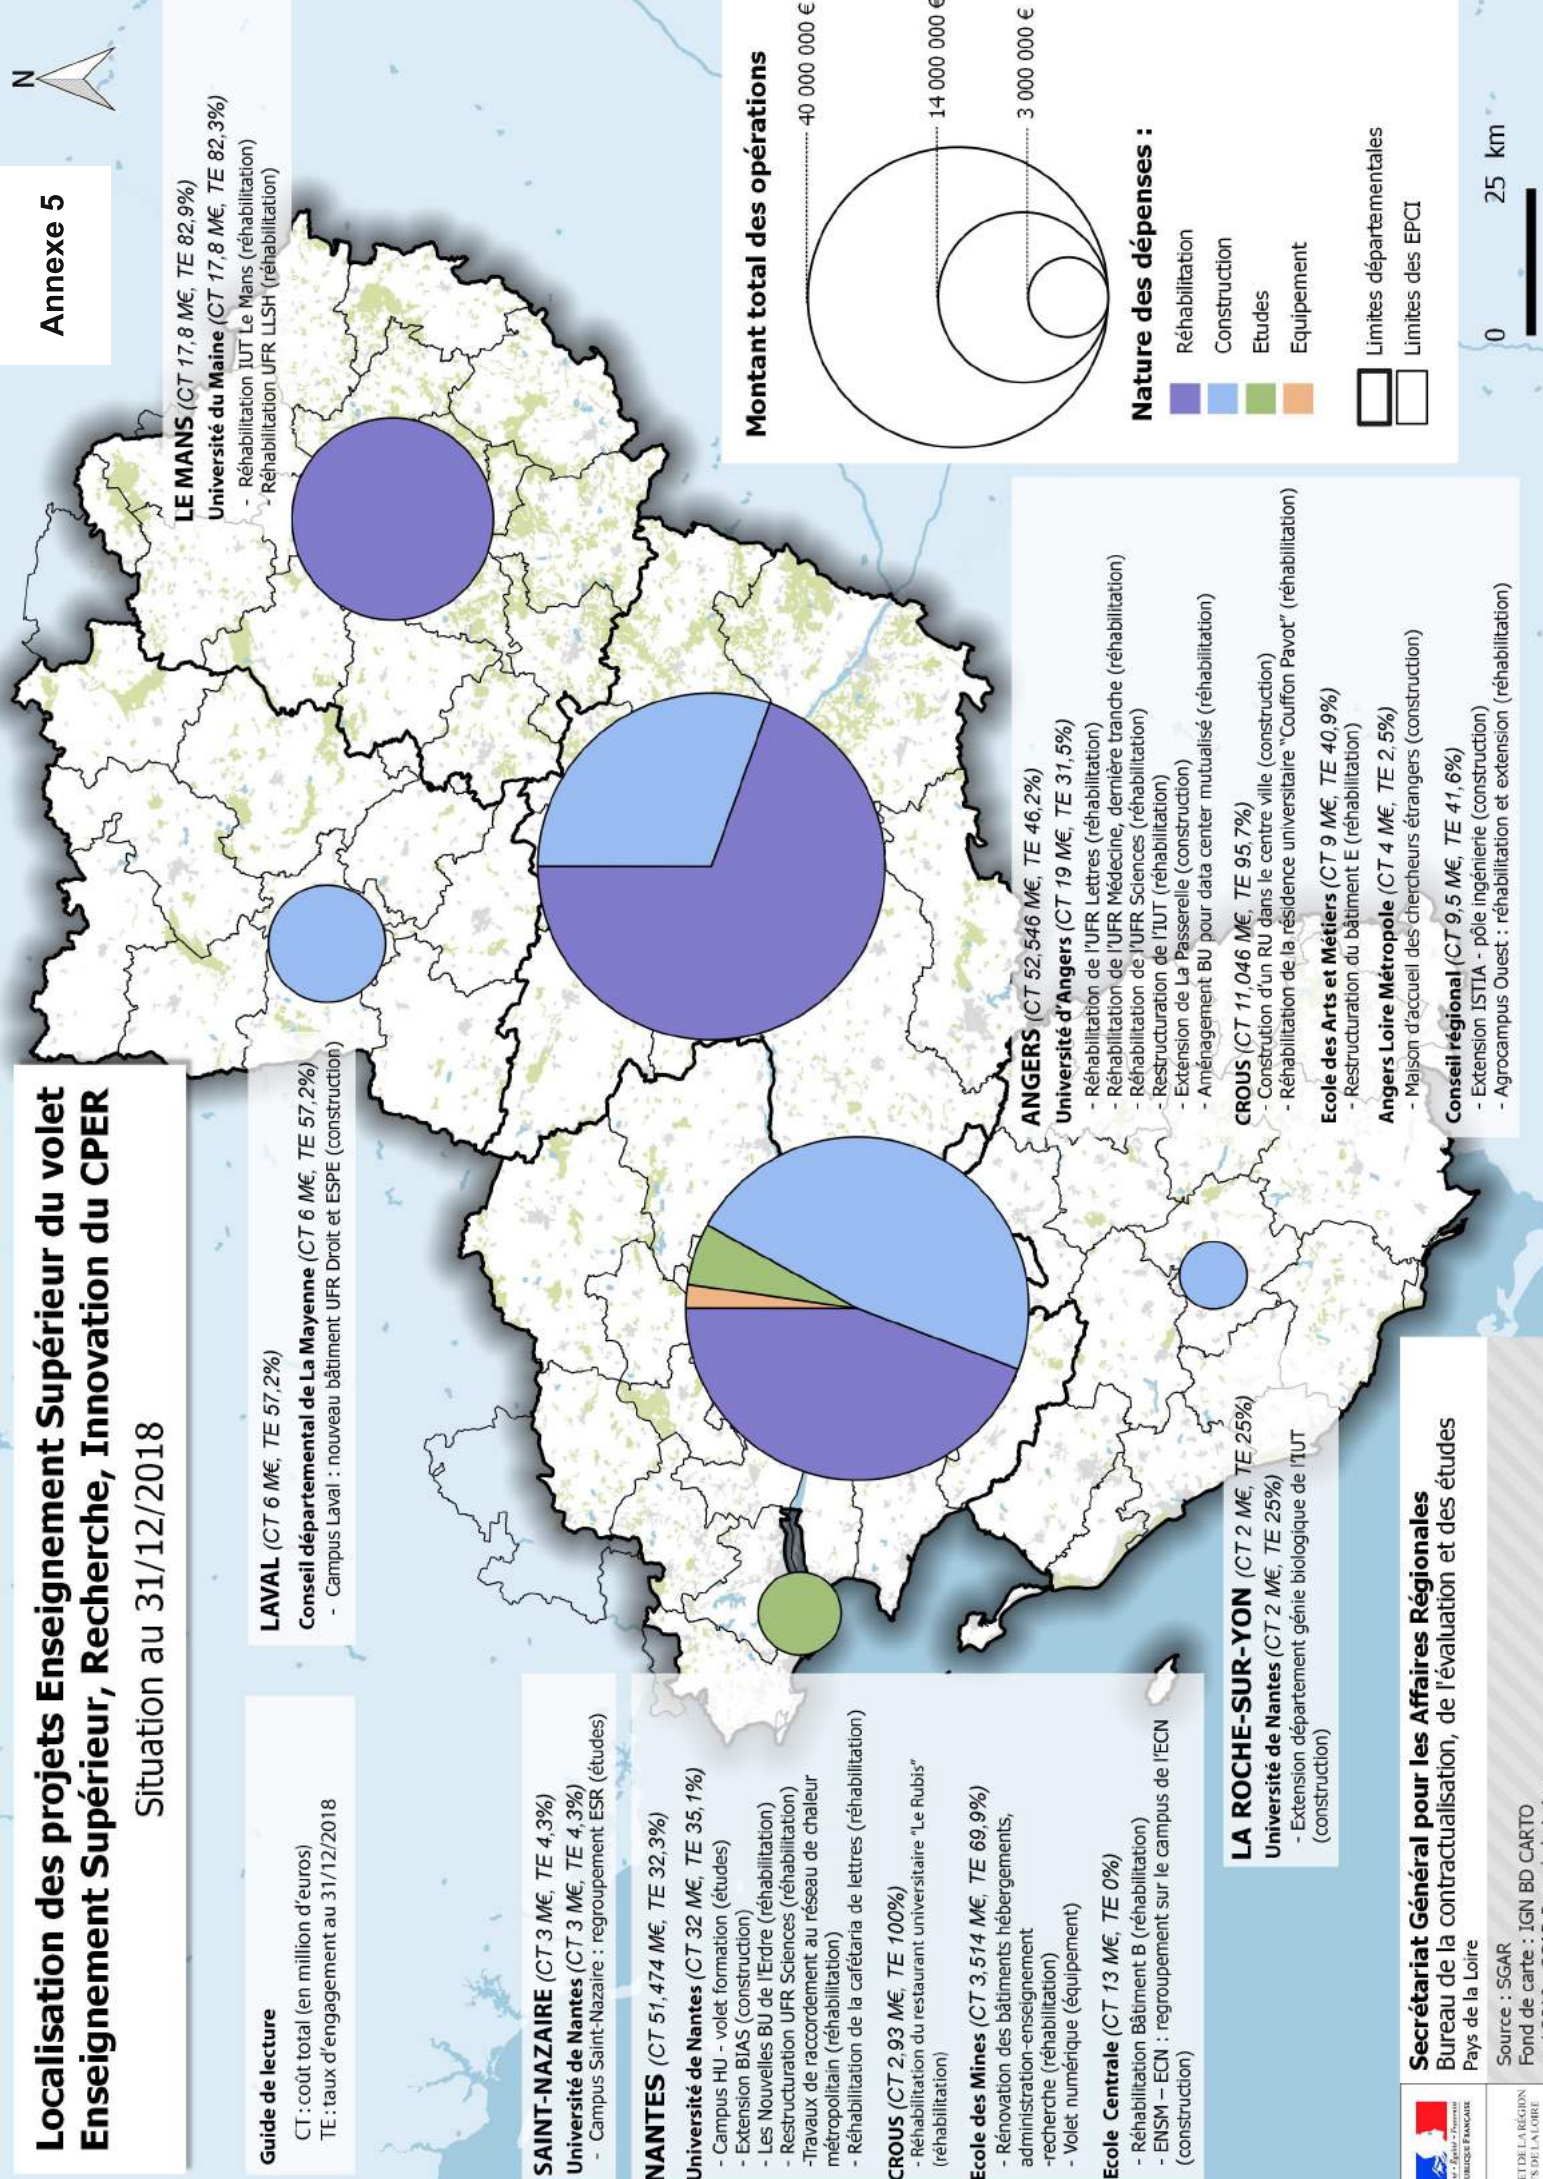 Annexe 5
N
Localisation des projets Enseignement Supérieur du volet
Enseignement Supérieur, Recherche, Innovation du CPER
Situation au 31/12/2018
Guide de lecture
CT : coût total (en million d'euros)
TE : taux d'engagement au 31/12/2018
LAVAL (CT 6 M€, TE 57,2%)
Conseil départemental de La Mayenne (CT 6 M€, TE 57,2%)
- Campus Laval : nouveau bâtiment UFR Droit et ESPE (construction)
LE MANS (CT 17,8 M€, TE 82,9%)
Université du Maine (CT 17,8 M€, TE 82,3%)
- Réhabilitation IUT Le Mans (réhabilitation)
- Réhabilitation UFR LLSH (réhabilitation)
SAINT-NAZAIRE (CT 3 M€, TE 4,3%)
Université de Nantes (CT 3 M€, TE 4,3%)
- Campus Saint-Nazaire : regroupement ESR (études)
NANTES (CT 51,474 M€, TE 32,3%)
Université de Nantes (CT 32 M€, TE 35,1%)
- Campus HU - volet formation (études)
Extension BIAS (construction)
- Les Nouvelles BU de l'Erdre (réhabilitation)
- Restructuration UFR Sciences (réhabilitation)
-Travaux de raccordement au réseau de chaleur
métropolitain (réhabilitation)
- Réhabilitation de la cafétaria de lettres (réhabilitation)
CROUS (CT 2,93 M€, TE 100%)
- Réhabilitation du restaurant universitaire "Le Rubis"
(réhabilitation)
Ecole des Mines (CT 3,514 M€, TE 69,9%)
- Rénovation des bâtiments hébergements,
administration-enseignement
-recherche (réhabilitation)
- Volet numérique (équipement)
Ecole Centrale (CT 13 M€, TE 0%)
- Réhabilitation Bâtiment B (réhabilitation)
- ENSM – ECN : regroupement sur le campus de l'ECN
(construction)
LA ROCHE-SUR-YON (CT 2 M€, TE 25%)
Université de Nantes (CT 2 M€, TE 25%)
- Extension département génie biologique de l'IUT
(construction)
ANGERS (CT 52,546 M€, TE 46,2%)
Université d'Angers (CT 19 M€, TE 31,5%)
- Réhabilitation de l'UFR Lettres (réhabilitation)
- Réhabilitation de l'UFR Médecine, dernière tranche (réhabilitation)
- Réhabilitation de l'UFR Sciences (réhabilitation)
- Restructuration de l'IUT (réhabilitation)
- Extension de La Passerelle (construction)
- Aménagement BU pour data center mutualisé (réhabilitation)
CROUS (CT 11,046 M€, TE 95,7%)
- Constrution d'un RU dans le centre ville (construction)
- Réhabilitation de la résidence universitaire "Couffon Pavot" (réhabilitation)
Ecole des Arts et Métiers (CT 9 M€, TE 40,9%)
- Restructuration du bâtiment E (réhabilitation)
Angers Loire Métropole (CT 4 M€, TE 2,5%)
- Maison d'accueil des chercheurs étrangers (construction)
Conseil régional (CT 9,5 M€, TE 41,6%)
- Extension ISTIA - pôle ingénierie (construction)
- Agrocampus Ouest : réhabilitation et extension (réhabilitation)
Montant total des opérations
40 000 000 €
14 000 000 €
3 000 000 €
Nature des dépenses :
Réhabilitation
Construction
Etudes
Equipement
Limites départementales
Limites des EPCI
0 25 km
Secrétariat Général pour les Affaires Régionales
Bureau de la contractualisation, de l'évaluation et des études
Pays de la Loire
Source : SGAR
Fond de carte : IGN BD CARTO